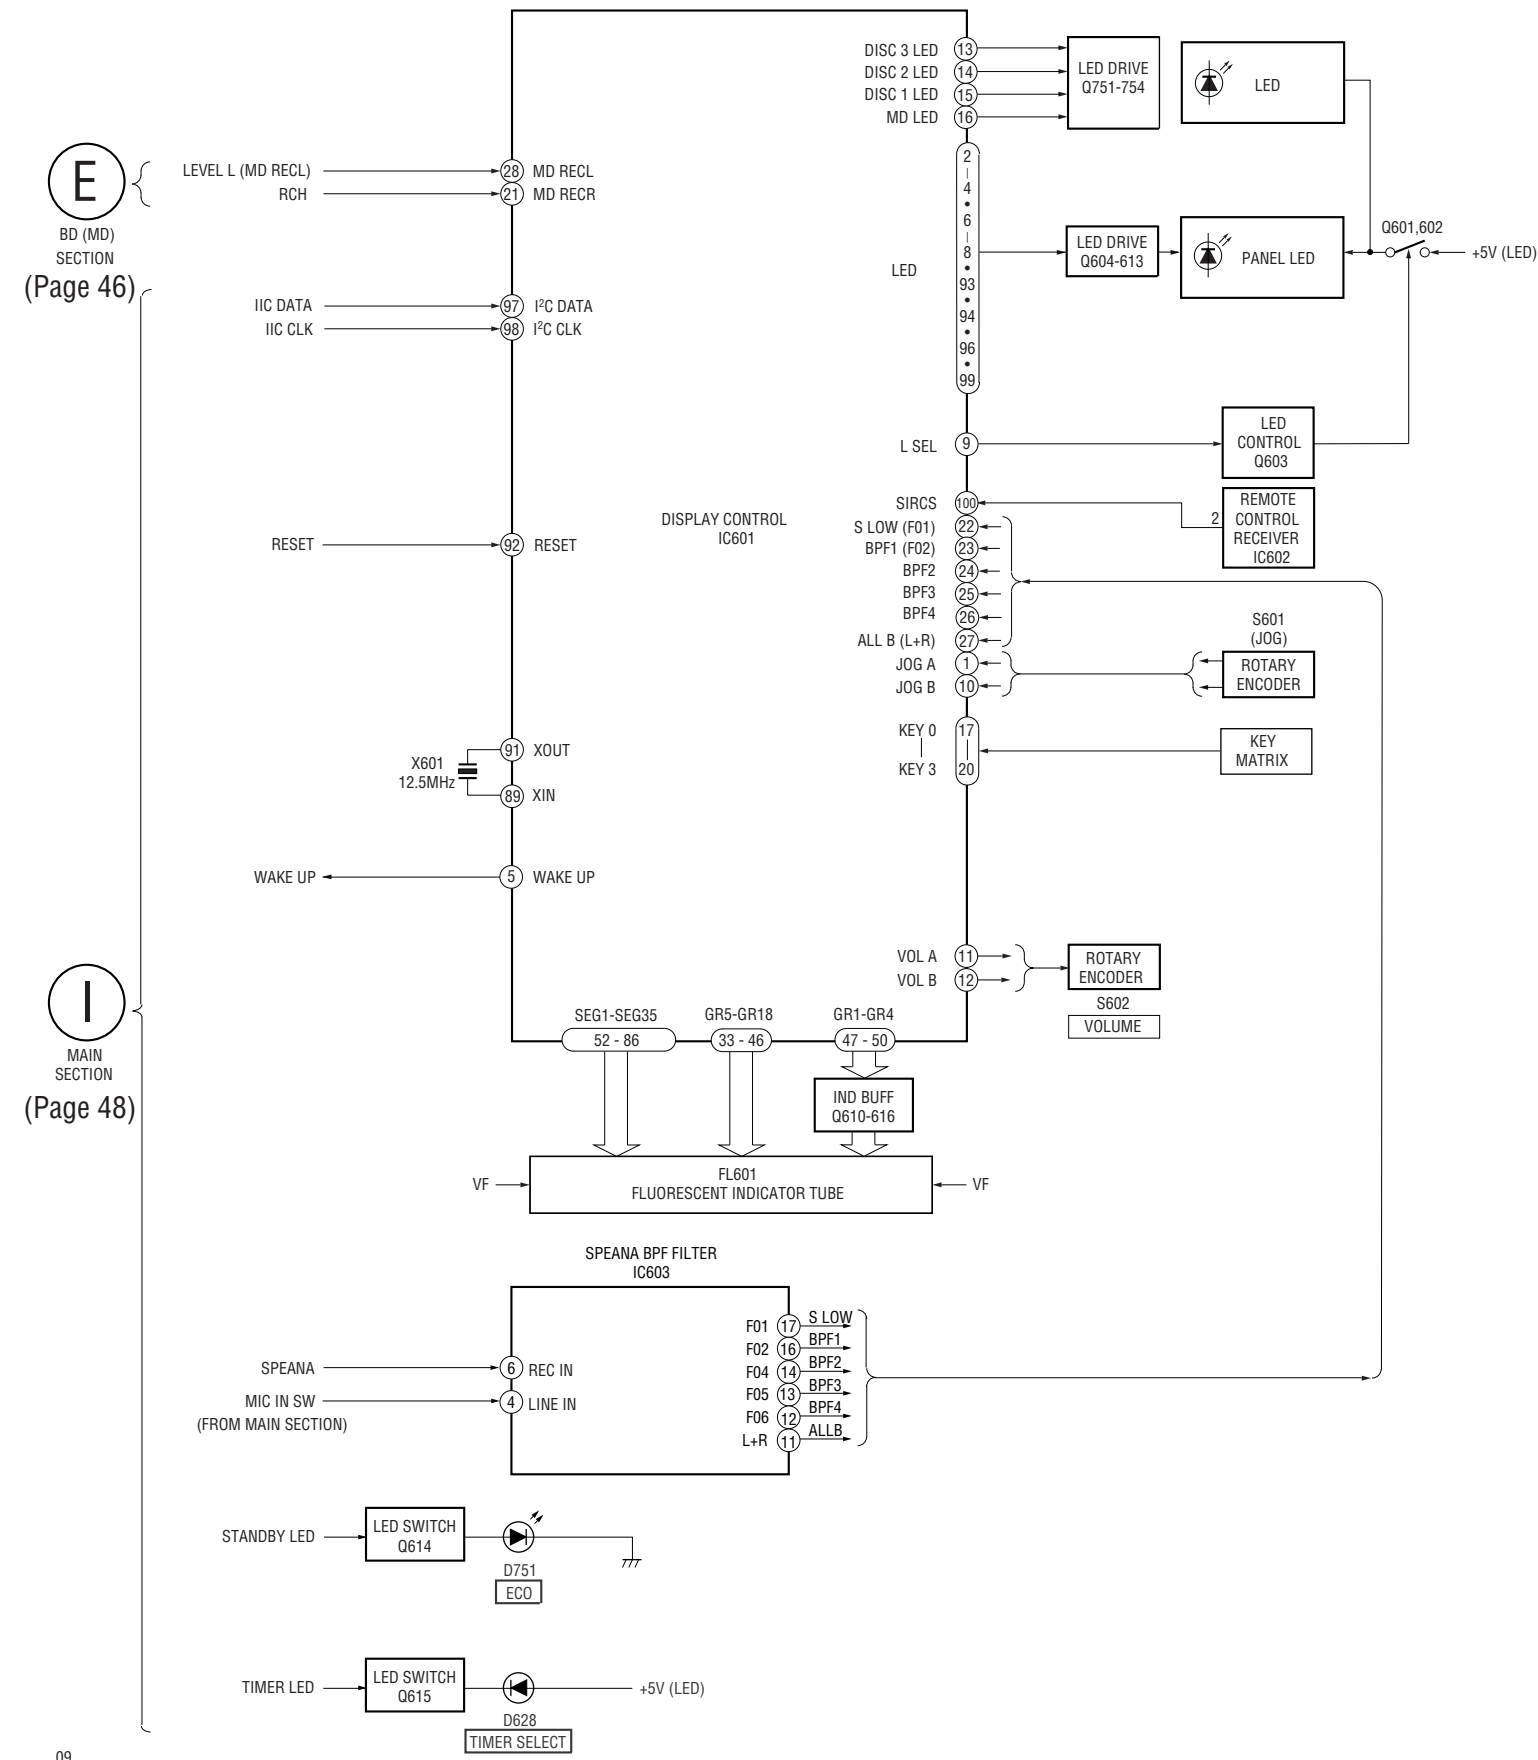 DISC 3 LED 13
DISC 2 LED 14
DISC 1 LED 15
MD LED 16
LED DRIVE
Q751-754
LED
E
BD (MD)
SECTION
(Page 46)
LEVEL L (MD RECL) 28 MD RECL
RCH 21 MD RECR
IIC DATA 97 I²C DATA
IIC CLK 98 I²C CLK
LED
2
4
6
8
93
94
96
99
LED DRIVE
Q604-613
PANEL LED
Q601,602
+5V (LED)
L SEL 9
LED
CONTROL
Q603
DISPLAY CONTROL
IC601
RESET 92 RESET
SIRCS 100
2
REMOTE
CONTROL
RECEIVER
IC602
S LOW (F01) 22
BPF1 (F02) 23
BPF2 24
BPF3 25
BPF4 26
ALL B (L+R) 27
JOG A 1
JOG B 10
S601
(JOG)
ROTARY
ENCODER
KEY 0 17
KEY 3 20
KEY
MATRIX
X601
12.5MHz
91 XOUT
89 XIN
WAKE UP 5 WAKE UP
VOL A 11
VOL B 12
ROTARY
ENCODER
S602
VOLUME
I
MAIN
SECTION
(Page 48)
SEG1-SEG35 GR5-GR18 GR1-GR4
52 - 86 33 - 46 47 - 50
IND BUFF
Q610-616
VF
FL601
FLUORESCENT INDICATOR TUBE
VF
SPEANA BPF FILTER
IC603
SPEANA 6 REC IN
MIC IN SW 4 LINE IN
(FROM MAIN SECTION)
F01 17 S LOW
F02 16 BPF1
F04 14 BPF2
F05 13 BPF3
F06 12 BPF4
L+R 11 ALLB
STANDBY LED
LED SWITCH
Q614
D751
ECO
TIMER LED
LED SWITCH
Q615
D628
TIMER SELECT
+5V (LED)
09